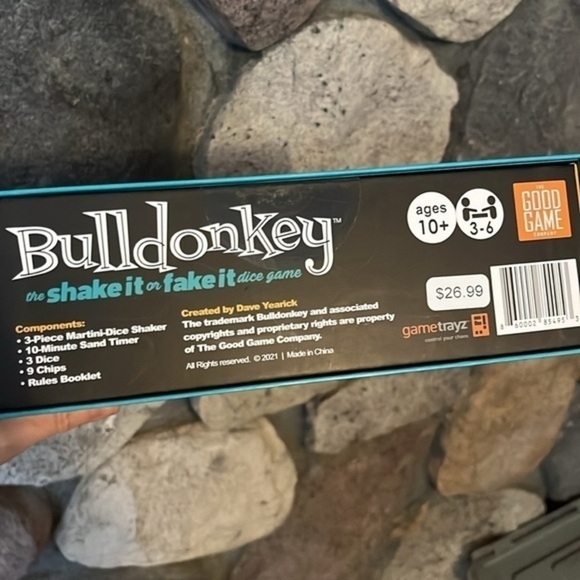 Bulldonkey™
the shake it or fake it dice game
Components:
• 3-Piece Martini-Dice Shaker
• 10-Minute Sand Timer
• 3 Dice
• 9 Chips
• Rules Booklet
Created by Dave Yearick
The trademark Bulldonkey and associated
copyrights and proprietary rights are property
of The Good Game Company.
All Rights reserved. © 2021 | Made in China
ages
10+
3-6
THE
GOOD
GAME
COMPANY
$26.99
gametrayz
control your chaos